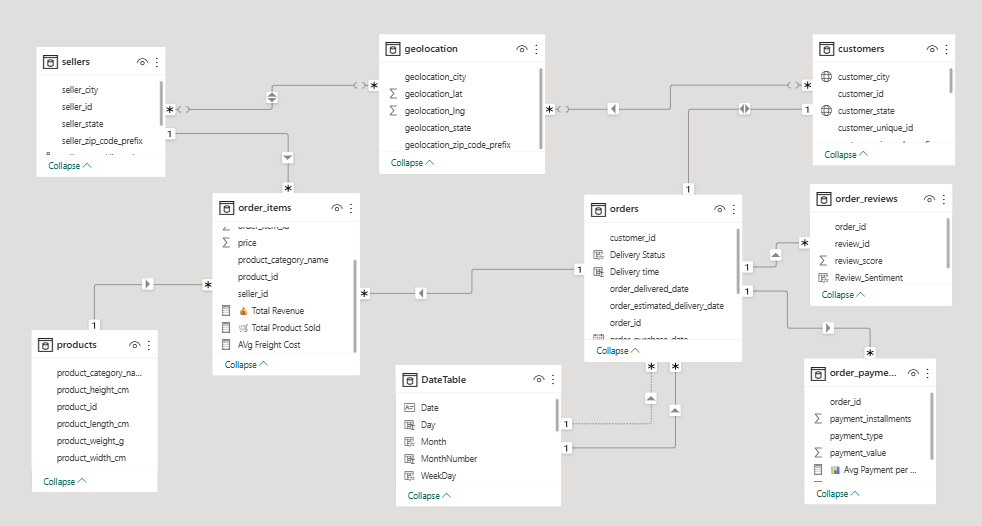 sellers
seller_city
seller_id
seller_state
seller_zip_code_prefix
Collapse
geolocation
geolocation_city
geolocation_lat
geolocation_lng
geolocation_state
geolocation_zip_code_prefix
Collapse
customers
customer_city
customer_id
customer_state
customer_unique_id
Collapse
*
*
*
*
1
1
*
1
order_items
order_item_id
price
product_category_name
product_id
seller_id
Total Revenue
Total Product Sold
AVg Freight Cost
Collapse
orders
customer_id
Delivery Status
Delivery time
order_delivered_date
order_estimated_delivery_date
order_id
order_purchase_date
Collapse
order_reviews
order_id
review_id
review_score
Review_Sentiment
Collapse
*
1
*
1
*
1
1
*
products
product_category_na...
product_height_cm
product_id
product_length_cm
product_weight_g
product_width_cm
Collapse
DateTable
Date
Day
Month
MonthNumber
WeekDay
Collapse
*
*
1
1
*
order_payme...
order_id
payment_installments
payment_type
payment_value
Avg Payment per ...
Collapse